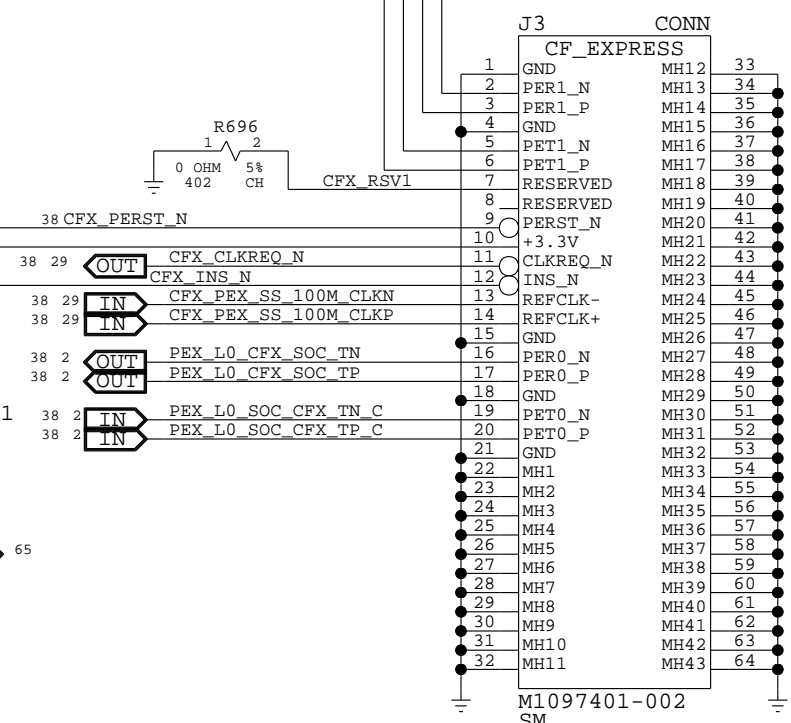 J3 CONN
CF_EXPRESS
1 GND MH12 33
2 PER1_N MH13 34
3 PER1_P MH14 35
4 GND MH15 36
5 PET1_N MH16 37
6 PET1_P MH17 38
R696
1 2
0 OHM 5%
402 CH
CFX_RSV1 7 RESERVED MH18 39
8 RESERVED MH19 40
38 CFX_PERST_N 9 PERST_N MH20 41
10 +3.3V MH21 42
38 29 OUT CFX_CLKREQ_N 11 CLKREQ_N MH22 43
CFX_INS_N 12 INS_N MH23 44
38 29 IN CFX_PEX_SS_100M_CLKN 13 REFCLK- MH24 45
38 29 IN CFX_PEX_SS_100M_CLKP 14 REFCLK+ MH25 46
15 GND MH26 47
38 2 OUT PEX_L0_CFX_SOC_TN 16 PER0_N MH27 48
38 2 OUT PEX_L0_CFX_SOC_TP 17 PER0_P MH28 49
18 GND MH29 50
1 38 2 IN PEX_L0_SOC_CFX_TN_C 19 PET0_N MH30 51
38 2 IN PEX_L0_SOC_CFX_TP_C 20 PET0_P MH31 52
21 GND MH32 53
22 MH1 MH33 54
23 MH2 MH34 55
24 MH3 MH35 56
25 MH4 MH36 57
65 26 MH5 MH37 58
27 MH6 MH38 59
28 MH7 MH39 60
29 MH8 MH40 61
30 MH9 MH41 62
31 MH10 MH42 63
32 MH11 MH43 64
M1097401-002
SM